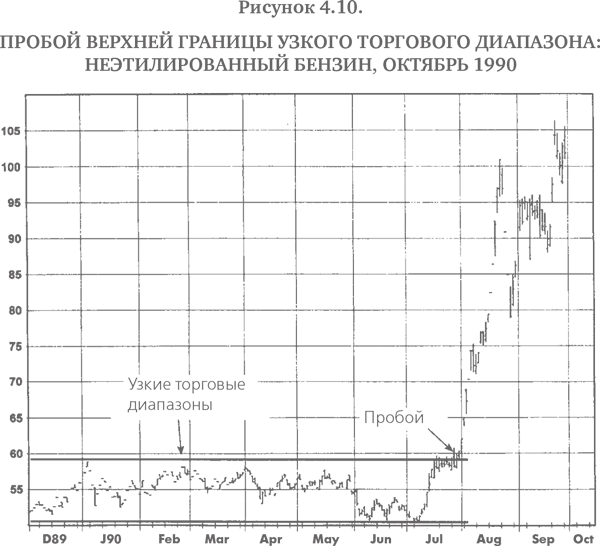 Рисунок 4.10.
ПРОБОЙ ВЕРХНЕЙ ГРАНИЦЫ УЗКОГО ТОРГОВОГО ДИАПАЗОНА:
НЕЭТИЛИРОВАННЫЙ БЕНЗИН, ОКТЯБРЬ 1990
105
100
95
90
85
80
75
70
Узкие торговые
диапазоны
65
Пробой
60
55
D89 J90 Feb Mar Apr May Jun Jul Aug Sep Oct